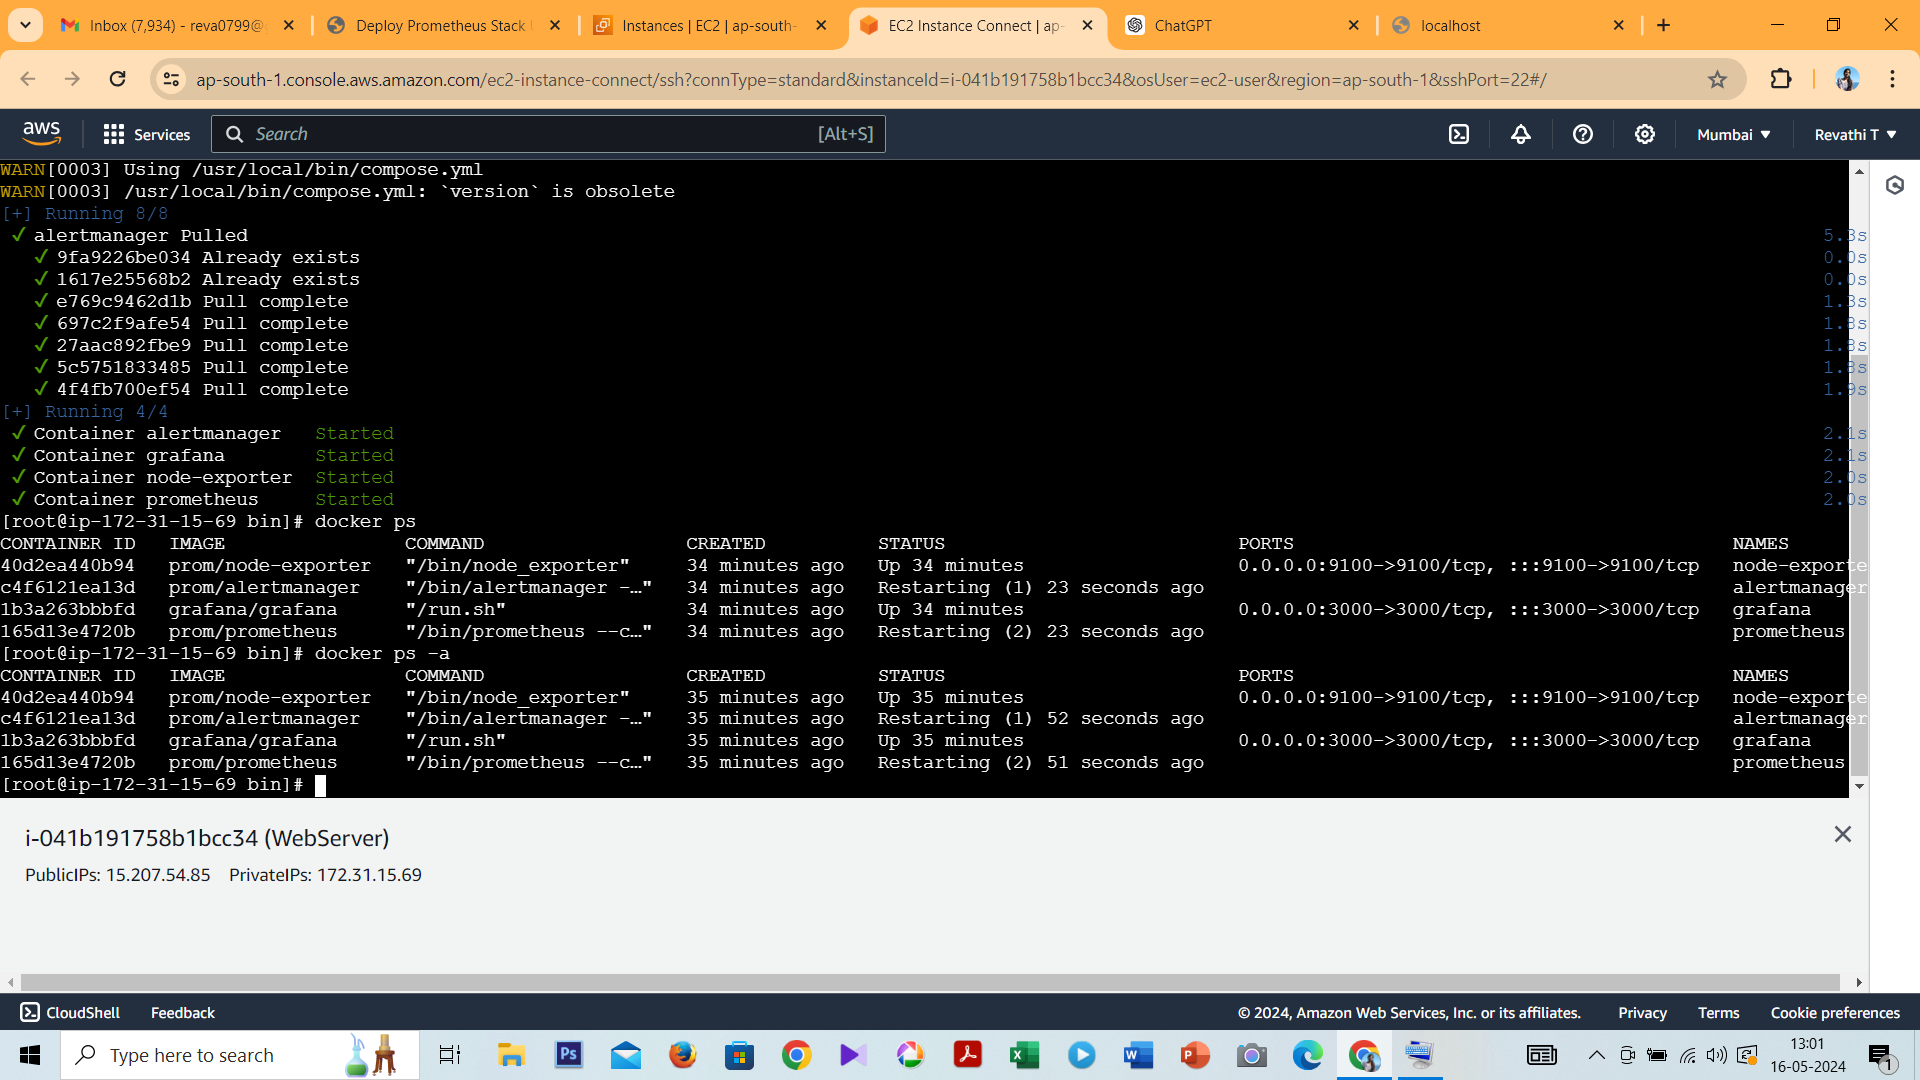 Inbox (7,934) - reva0799@
Deploy Prometheus Stack
Instances | EC2 | ap-south-
EC2 Instance Connect | ap-
ChatGPT
localhost
ap-south-1.console.aws.amazon.com/ec2-instance-connect/ssh?connType=standard&instanceId=i-041b191758b1bcc34&osUser=ec2-user&region=ap-south-1&sshPort=22#/
aws Services Search [Alt+S] Mumbai Revathi T
WARN[0003] Using /usr/local/bin/compose.yml
WARN[0003] /usr/local/bin/compose.yml: `version` is obsolete
[+] Running 8/8
✓ alertmanager Pulled 5.3s
✓ 9fa9226be034 Already exists 0.0s
✓ 1617e25568b2 Already exists 0.0s
✓ e769c9462d1b Pull complete 1.3s
✓ 697c2f9afe54 Pull complete 1.8s
✓ 27aac892fbe9 Pull complete 1.8s
✓ 5c5751833485 Pull complete 1.8s
✓ 4f4fb700ef54 Pull complete 1.9s
[+] Running 4/4
✓ Container alertmanager Started 2.1s
✓ Container grafana Started 2.1s
✓ Container node-exporter Started 2.0s
✓ Container prometheus Started 2.0s
[root@ip-172-31-15-69 bin]# docker ps
CONTAINER ID IMAGE COMMAND CREATED STATUS PORTS NAMES
40d2ea440b94 prom/node-exporter "/bin/node_exporter" 34 minutes ago Up 34 minutes 0.0.0.0:9100->9100/tcp, :::9100->9100/tcp node-exporte
c4f6121ea13d prom/alertmanager "/bin/alertmanager -…" 34 minutes ago Restarting (1) 23 seconds ago alertmanager
1b3a263bbbfd grafana/grafana "/run.sh" 34 minutes ago Up 34 minutes 0.0.0.0:3000->3000/tcp, :::3000->3000/tcp grafana
165d13e4720b prom/prometheus "/bin/prometheus --c…" 34 minutes ago Restarting (2) 23 seconds ago prometheus
[root@ip-172-31-15-69 bin]# docker ps -a
CONTAINER ID IMAGE COMMAND CREATED STATUS PORTS NAMES
40d2ea440b94 prom/node-exporter "/bin/node_exporter" 35 minutes ago Up 35 minutes 0.0.0.0:9100->9100/tcp, :::9100->9100/tcp node-exporte
c4f6121ea13d prom/alertmanager "/bin/alertmanager -…" 35 minutes ago Restarting (1) 52 seconds ago alertmanager
1b3a263bbbfd grafana/grafana "/run.sh" 35 minutes ago Up 35 minutes 0.0.0.0:3000->3000/tcp, :::3000->3000/tcp grafana
165d13e4720b prom/prometheus "/bin/prometheus --c…" 35 minutes ago Restarting (2) 51 seconds ago prometheus
[root@ip-172-31-15-69 bin]#
i-041b191758b1bcc34 (WebServer)
PublicIPs: 15.207.54.85 PrivateIPs: 172.31.15.69
CloudShell Feedback © 2024, Amazon Web Services, Inc. or its affiliates. Privacy Terms Cookie preferences
Type here to search
Ps
13:01
16-05-2024
1